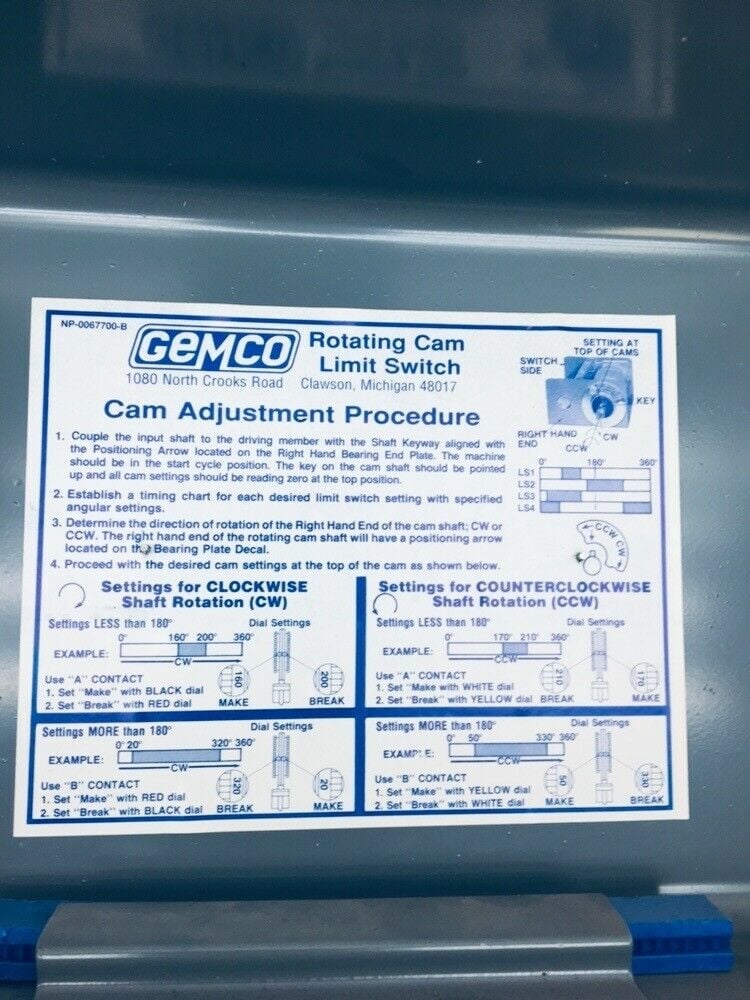 NP-0067700-B
GEMCO
Rotating Cam
Limit Switch
1080 North Crooks Road Clawson, Michigan 48017
Cam Adjustment Procedure
SETTING AT
TOP OF CAMS
SWITCH
SIDE
KEY
RIGHT HAND
END
CW
CCW
0° 180° 360°
LS1
LS2
LS3
LS4
CCW CW
1. Couple the input shaft to the driving member with the Shaft Keyway aligned with
the Positioning Arrow located on the Right Hand Bearing End Plate. The machine
should be in the start cycle position. The key on the cam shaft should be pointed
up and all cam settings should be reading zero at the top position.
2. Establish a timing chart for each desired limit switch setting with specified
angular settings.
3. Determine the direction of rotation of the Right Hand End of the cam shaft; CW or
CCW. The right hand end of the rotating cam shaft will have a positioning arrow
located on the Bearing Plate Decal.
4. Proceed with the desired cam settings at the top of the cam as shown below.
Settings for CLOCKWISE
Shaft Rotation (CW)
Settings LESS than 180° Dial Settings
0° 160° 200° 360°
EXAMPLE:
CW
160 200
Use "A" CONTACT
1. Set "Make" with BLACK dial
2. Set "Break" with RED dial MAKE BREAK
Settings for COUNTERCLOCKWISE
Shaft Rotation (CCW)
Settings LESS than 180° Dial Settings
0° 170° 210° 360°
EXAMPLE:
CCW
210 170
Use "A" CONTACT
1. Set "Make with WHITE dial
2. Set "Break" with YELLOW dial BREAK MAKE
Settings MORE than 180° Dial Settings
0° 20° 320° 360°
EXAMPLE:
CW
320 20
Use "B" CONTACT
1. Set "Make" with RED dial
2. Set "Break" with BLACK dial BREAK MAKE
Settings MORE than 180° Dial Settings
0° 50° 330° 360°
EXAMPLE:
CCW
50 330
Use "B" CONTACT
1. Set "Make" with YELLOW dial
2. Set "Break" with WHITE dial MAKE BREAK